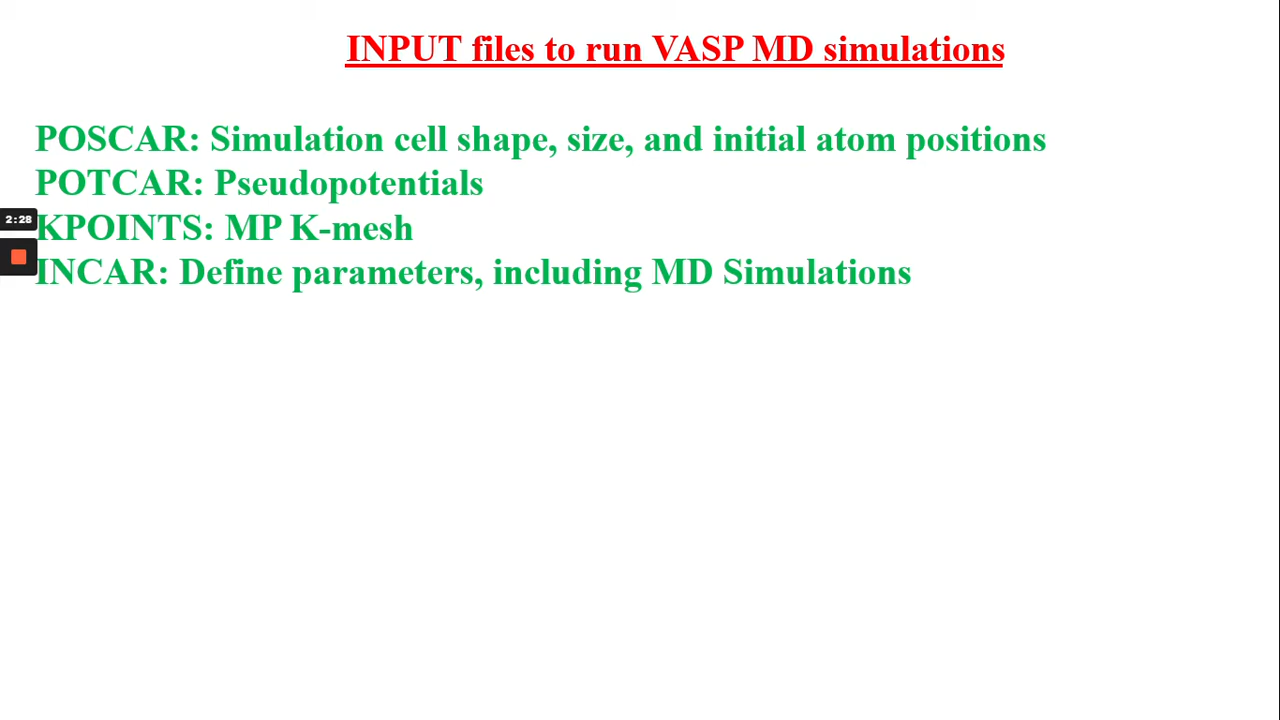 INPUT files to run VASP MD simulations
POSCAR: Simulation cell shape, size, and initial atom positions
POTCAR: Pseudopotentials
2:28
KPOINTS: MP K-mesh
INCAR: Define parameters, including MD Simulations